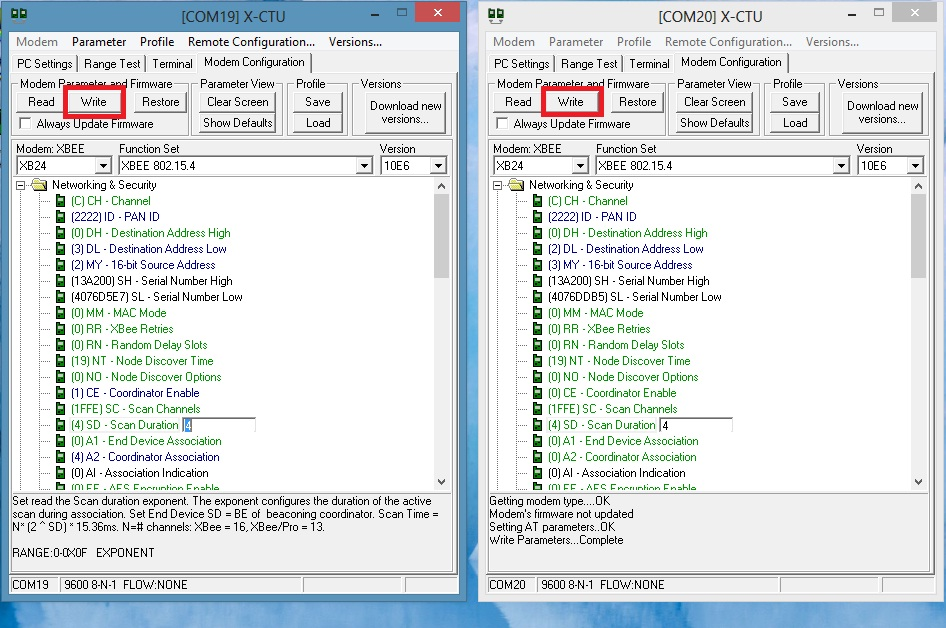 [COM19] X-CTU
Modem Parameter Profile Remote Configuration... Versions...
PC Settings Range Test Terminal Modem Configuration
Modem Parameter and Firmware Parameter View Profile Versions
Read Write Restore Clear Screen Save Download new versions...
Always Update Firmware Show Defaults Load
Modem: XBEE Function Set Version
XB24 XBEE 802.15.4 10E6
Networking & Security
(C) CH - Channel
(2222) ID - PAN ID
(0) DH - Destination Address High
(3) DL - Destination Address Low
(2) MY - 16-bit Source Address
(13A200) SH - Serial Number High
(4076D5E7) SL - Serial Number Low
(0) MM - MAC Mode
(0) RR - XBee Retries
(0) RN - Random Delay Slots
(19) NT - Node Discover Time
(0) NO - Node Discover Options
(1) CE - Coordinator Enable
(1FFE) SC - Scan Channels
(4) SD - Scan Duration 4
(0) A1 - End Device Association
(4) A2 - Coordinator Association
(0) AI - Association Indication
(0) EE - AES Encryption Enable
Set read the Scan duration exponent. The exponent configures the duration of the active
scan during association. Set End Device SD = BE of beaconing coordinator. Scan Time =
N* (2 ^ SD) * 15.36ms. N=# channels: XBee = 16, XBee/Pro = 13.
RANGE:0-0X0F EXPONENT
COM19 9600 8-N-1 FLOW:NONE
[COM20] X-CTU
Modem Parameter Profile Remote Configuration... Versions...
PC Settings Range Test Terminal Modem Configuration
Modem Parameter and Firmware Parameter View Profile Versions
Read Write Restore Clear Screen Save Download new versions...
Always Update Firmware Show Defaults Load
Modem: XBEE Function Set Version
XB24 XBEE 802.15.4 10E6
Networking & Security
(C) CH - Channel
(2222) ID - PAN ID
(0) DH - Destination Address High
(2) DL - Destination Address Low
(3) MY - 16-bit Source Address
(13A200) SH - Serial Number High
(4076DDB5) SL - Serial Number Low
(0) MM - MAC Mode
(0) RR - XBee Retries
(0) RN - Random Delay Slots
(19) NT - Node Discover Time
(0) NO - Node Discover Options
(0) CE - Coordinator Enable
(1FFE) SC - Scan Channels
(4) SD - Scan Duration 4
(0) A1 - End Device Association
(0) A2 - Coordinator Association
(0) AI - Association Indication
(0) EE - AES Encryption Enable
Getting modem type....OK
Modem's firmware not updated
Setting AT parameters..OK
Write Parameters...Complete
COM20 9600 8-N-1 FLOW:NONE